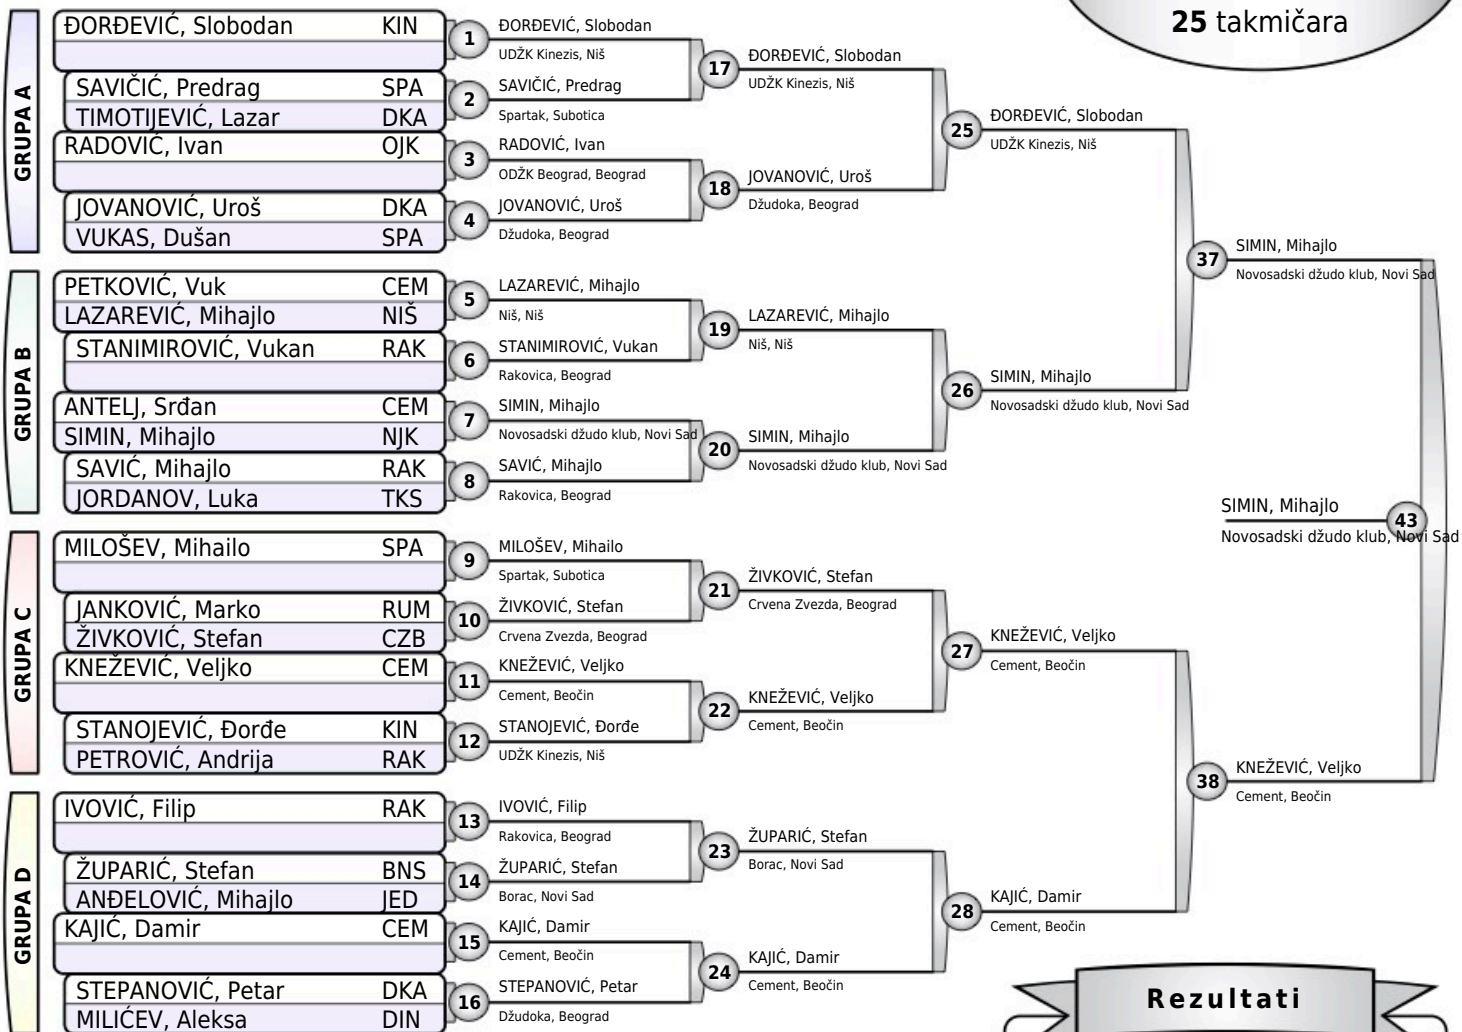 25 takmičara
GRUPA A
ĐORĐEVIĆ, Slobodan KIN
SAVIČIĆ, Predrag SPA
TIMOTIJEVIĆ, Lazar DKA
RADOVIĆ, Ivan OJK
JOVANOVIĆ, Uroš DKA
VUKAS, Dušan SPA
GRUPA B
PETKOVIĆ, Vuk CEM
LAZAREVIĆ, Mihajlo NIŠ
STANIMIROVIĆ, Vukan RAK
ANTELJ, Srđan CEM
SIMIN, Mihajlo NJK
SAVIĆ, Mihajlo RAK
JORDANOV, Luka TKS
GRUPA C
MILOŠEV, Mihailo SPA
JANKOVIĆ, Marko RUM
ŽIVKOVIĆ, Stefan CZB
KNEŽEVIĆ, Veljko CEM
STANOJEVIĆ, Đorđe KIN
PETROVIĆ, Andrija RAK
GRUPA D
IVOVIĆ, Filip RAK
ŽUPARIĆ, Stefan BNS
ANĐELOVIĆ, Mihajlo JED
KAJIĆ, Damir CEM
STEPANOVIĆ, Petar DKA
MILIĆEV, Aleksa DIN
1 ĐORĐEVIĆ, Slobodan
UDŽK Kinezis, Niš
2 SAVIČIĆ, Predrag
Spartak, Subotica
3 RADOVIĆ, Ivan
ODŽK Beograd, Beograd
4 JOVANOVIĆ, Uroš
Džudoka, Beograd
5 LAZAREVIĆ, Mihajlo
Niš, Niš
6 STANIMIROVIĆ, Vukan
Rakovica, Beograd
7 SIMIN, Mihajlo
Novosadski džudo klub, Novi Sad
8 SAVIĆ, Mihajlo
Rakovica, Beograd
9 MILOŠEV, Mihailo
Spartak, Subotica
10 ŽIVKOVIĆ, Stefan
Crvena Zvezda, Beograd
11 KNEŽEVIĆ, Veljko
Cement, Beočin
12 STANOJEVIĆ, Đorđe
UDŽK Kinezis, Niš
13 IVOVIĆ, Filip
Rakovica, Beograd
14 ŽUPARIĆ, Stefan
Borac, Novi Sad
15 KAJIĆ, Damir
Cement, Beočin
16 STEPANOVIĆ, Petar
Džudoka, Beograd
17 ĐORĐEVIĆ, Slobodan
UDŽK Kinezis, Niš
18 JOVANOVIĆ, Uroš
Džudoka, Beograd
19 LAZAREVIĆ, Mihajlo
Niš, Niš
20 SIMIN, Mihajlo
Novosadski džudo klub, Novi Sad
21 ŽIVKOVIĆ, Stefan
Crvena Zvezda, Beograd
22 KNEŽEVIĆ, Veljko
Cement, Beočin
23 ŽUPARIĆ, Stefan
Borac, Novi Sad
24 KAJIĆ, Damir
Cement, Beočin
25 ĐORĐEVIĆ, Slobodan
UDŽK Kinezis, Niš
26 SIMIN, Mihajlo
Novosadski džudo klub, Novi Sad
27 KNEŽEVIĆ, Veljko
Cement, Beočin
28 KAJIĆ, Damir
Cement, Beočin
37 SIMIN, Mihajlo
Novosadski džudo klub, Novi Sad
38 KNEŽEVIĆ, Veljko
Cement, Beočin
SIMIN, Mihajlo 43
Novosadski džudo klub, Novi Sad
Rezultati